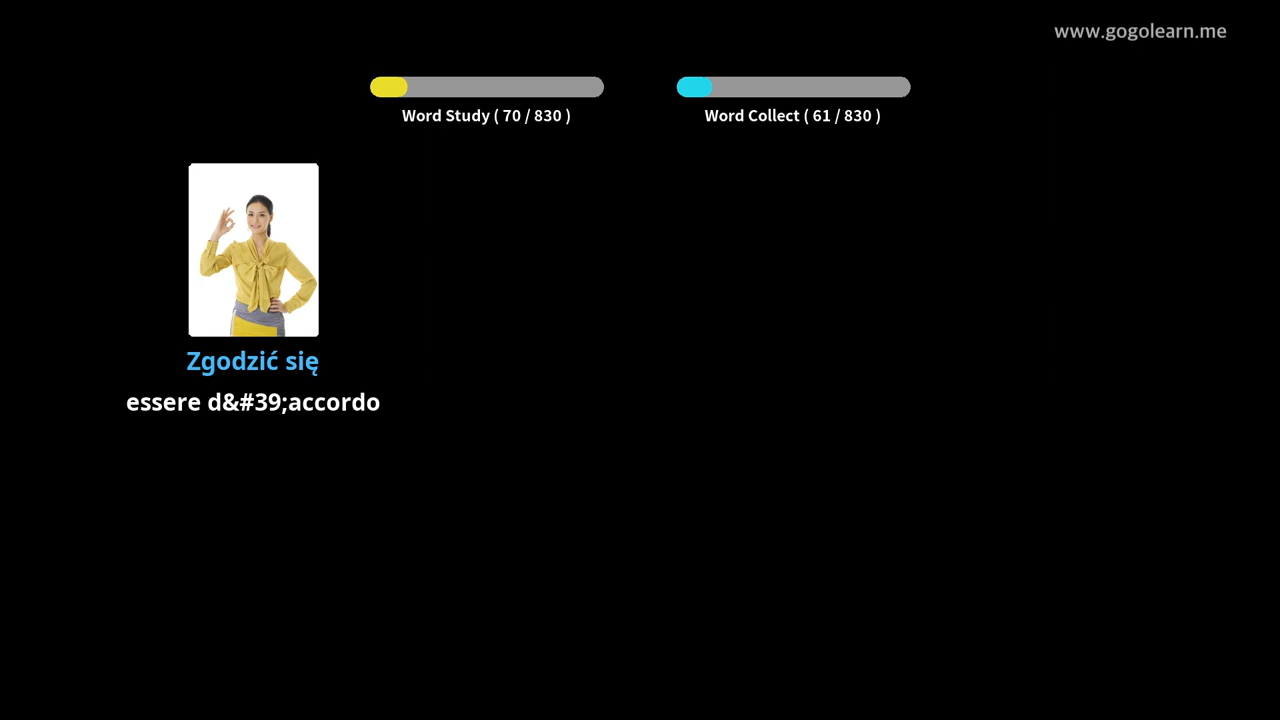 www.gogolearn.me
Word Study ( 70 / 830 )
Word Collect ( 61 / 830 )
Zgodzić się
essere d&#39;accordo